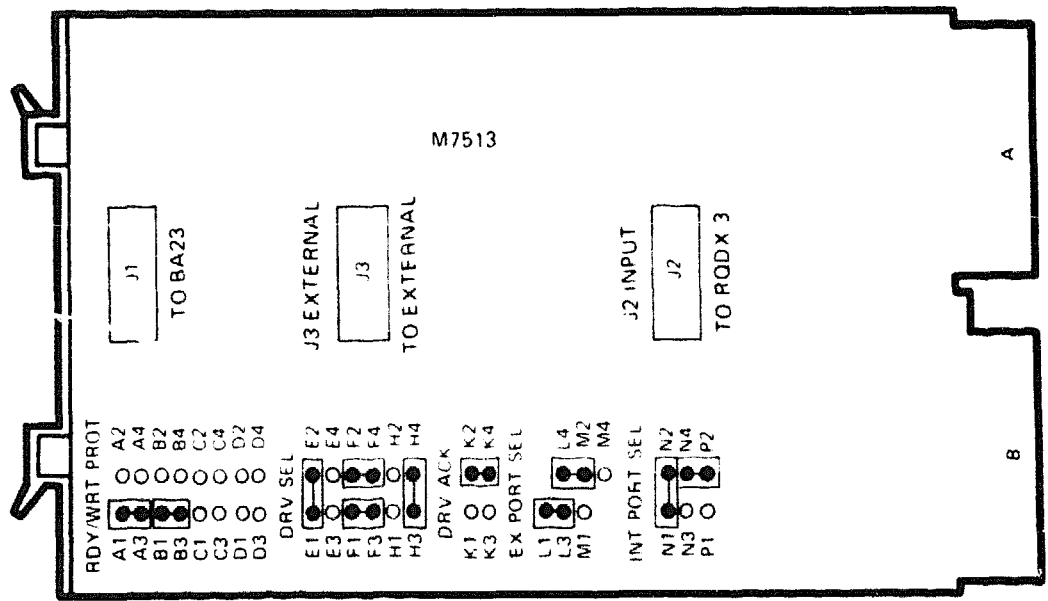 RDY/WRT PROT
A1 A2
A3 A4
B1 B2
B3 B4
C1 C2
C3 C4
D1 D2
D3 D4
DRV SEL
E1 E2
E3 E4
F1 F2
F3 F4
H1 H2
H3 H4
DRV ACK
K1 K2
K3 K4
EX PORT SEL
L1
L3 L4
M1 M2
M4
INT PORT SEL
N1 N2
N3 N4
P1 P2
J1
TO BA23
J3 EXTERNAL
J3
TO EXTERNAL
J2 INPUT
J2
TO RQDX 3
M7513
B
A